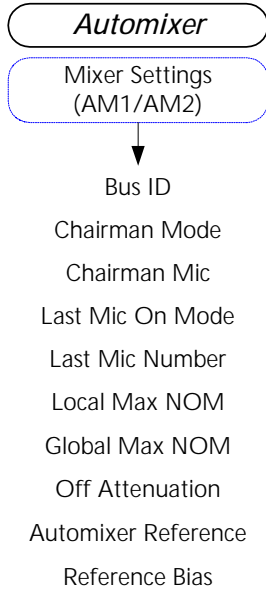 Automixer
Mixer Settings
(AM1/AM2)
Bus ID
Chairman Mode
Chairman Mic
Last Mic On Mode
Last Mic Number
Local Max NOM
Global Max NOM
Off Attenuation
Automixer Reference
Reference Bias